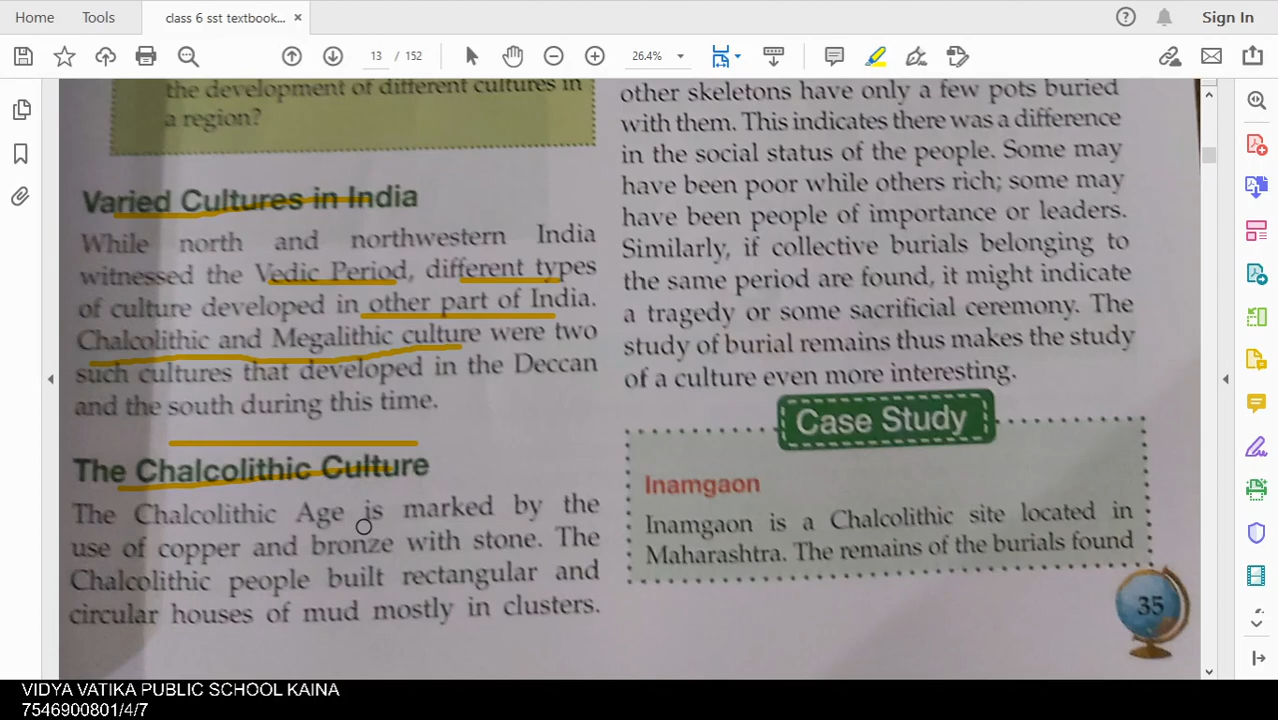 Home
Tools
class 6 sst textbook...
×
?
Sign In
13 / 152
26.4%
the development of different cultures in
a region?
Varied Cultures in India
While north and northwestern India
witnessed the Vedic Period, different types
of culture developed in other part of India.
Chalcolithic and Megalithic culture were two
such cultures that developed in the Deccan
and the south during this time.
The Chalcolithic Culture
The Chalcolithic Age is marked by the
use of copper and bronze with stone. The
Chalcolithic people built rectangular and
circular houses of mud mostly in clusters.
other skeletons have only a few pots buried
with them. This indicates there was a difference
in the social status of the people. Some may
have been poor while others rich; some may
have been people of importance or leaders.
Similarly, if collective burials belonging to
the same period are found, it might indicate
a tragedy or some sacrificial ceremony. The
study of burial remains thus makes the study
of a culture even more interesting.
Case Study
Inamgaon
Inamgaon is a Chalcolithic site located in
Maharashtra. The remains of the burials found
35
VIDYA VATIKA PUBLIC SCHOOL KAINA
7546900801/4/7